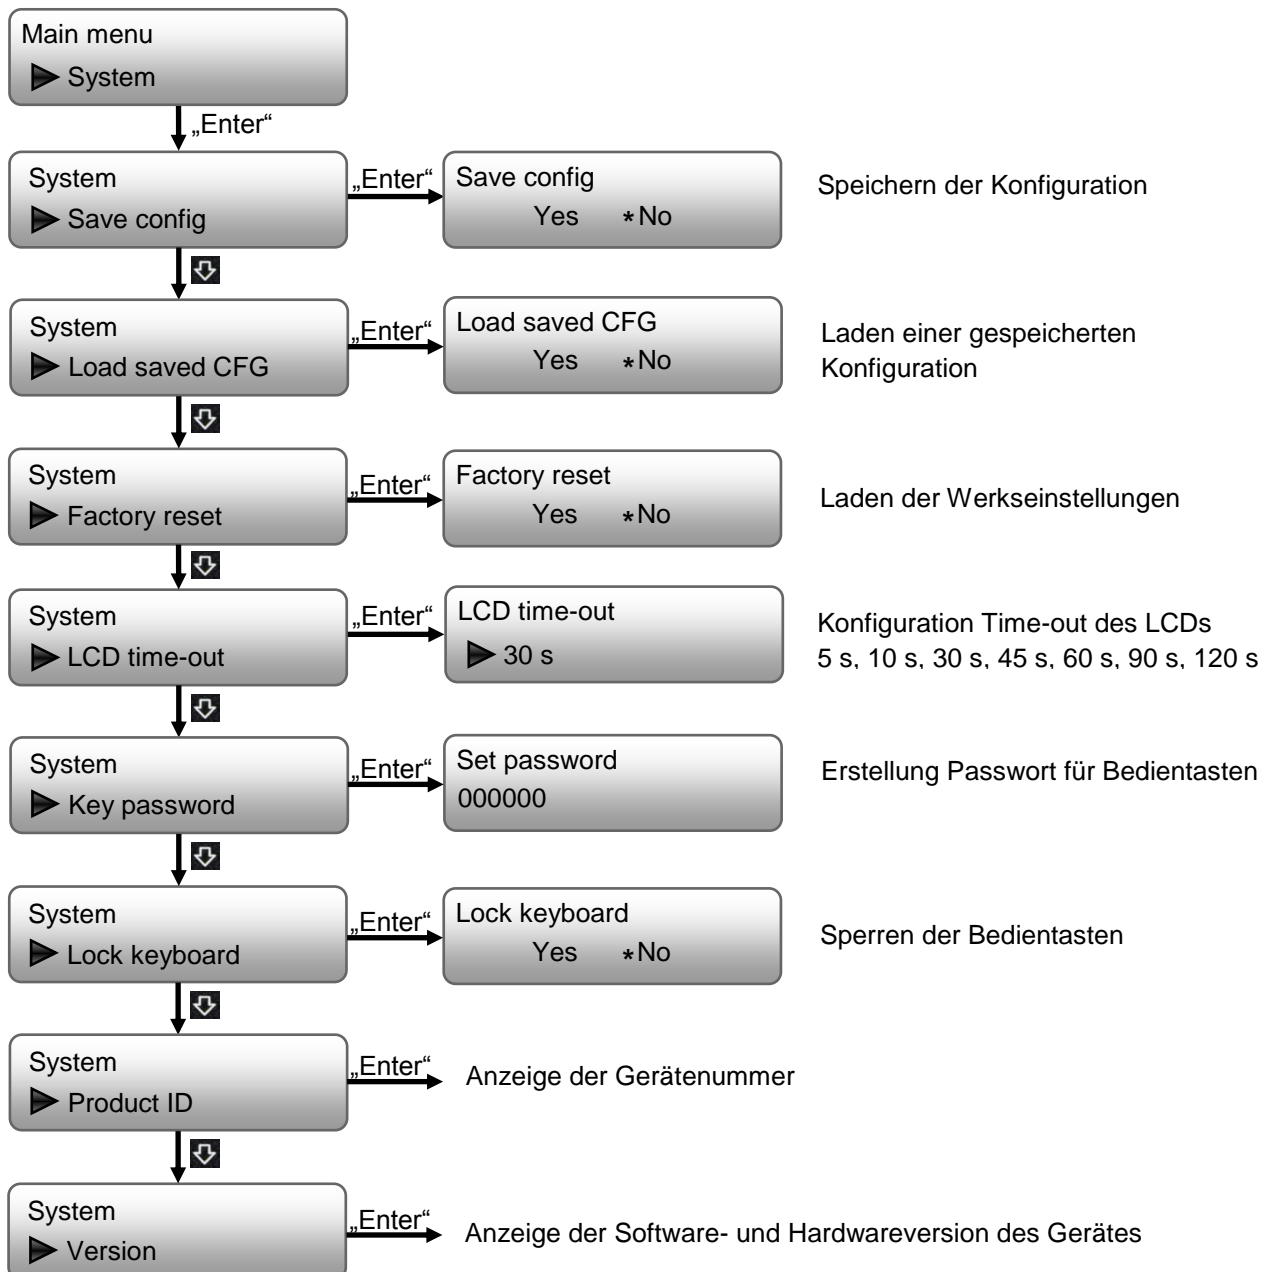 Main menu
System
„Enter“
System
Save config
„Enter“
Save config
Yes *No
Speichern der Konfiguration
System
Load saved CFG
„Enter“
Load saved CFG
Yes *No
Laden einer gespeicherten
Konfiguration
System
Factory reset
„Enter“
Factory reset
Yes *No
Laden der Werkseinstellungen
System
LCD time-out
„Enter“
LCD time-out
30 s
Konfiguration Time-out des LCDs
5 s, 10 s, 30 s, 45 s, 60 s, 90 s, 120 s
System
Key password
„Enter“
Set password
000000
Erstellung Passwort für Bedientasten
System
Lock keyboard
„Enter“
Lock keyboard
Yes *No
Sperren der Bedientasten
System
Product ID
„Enter“
Anzeige der Gerätenummer
System
Version
„Enter“
Anzeige der Software- und Hardwareversion des Gerätes